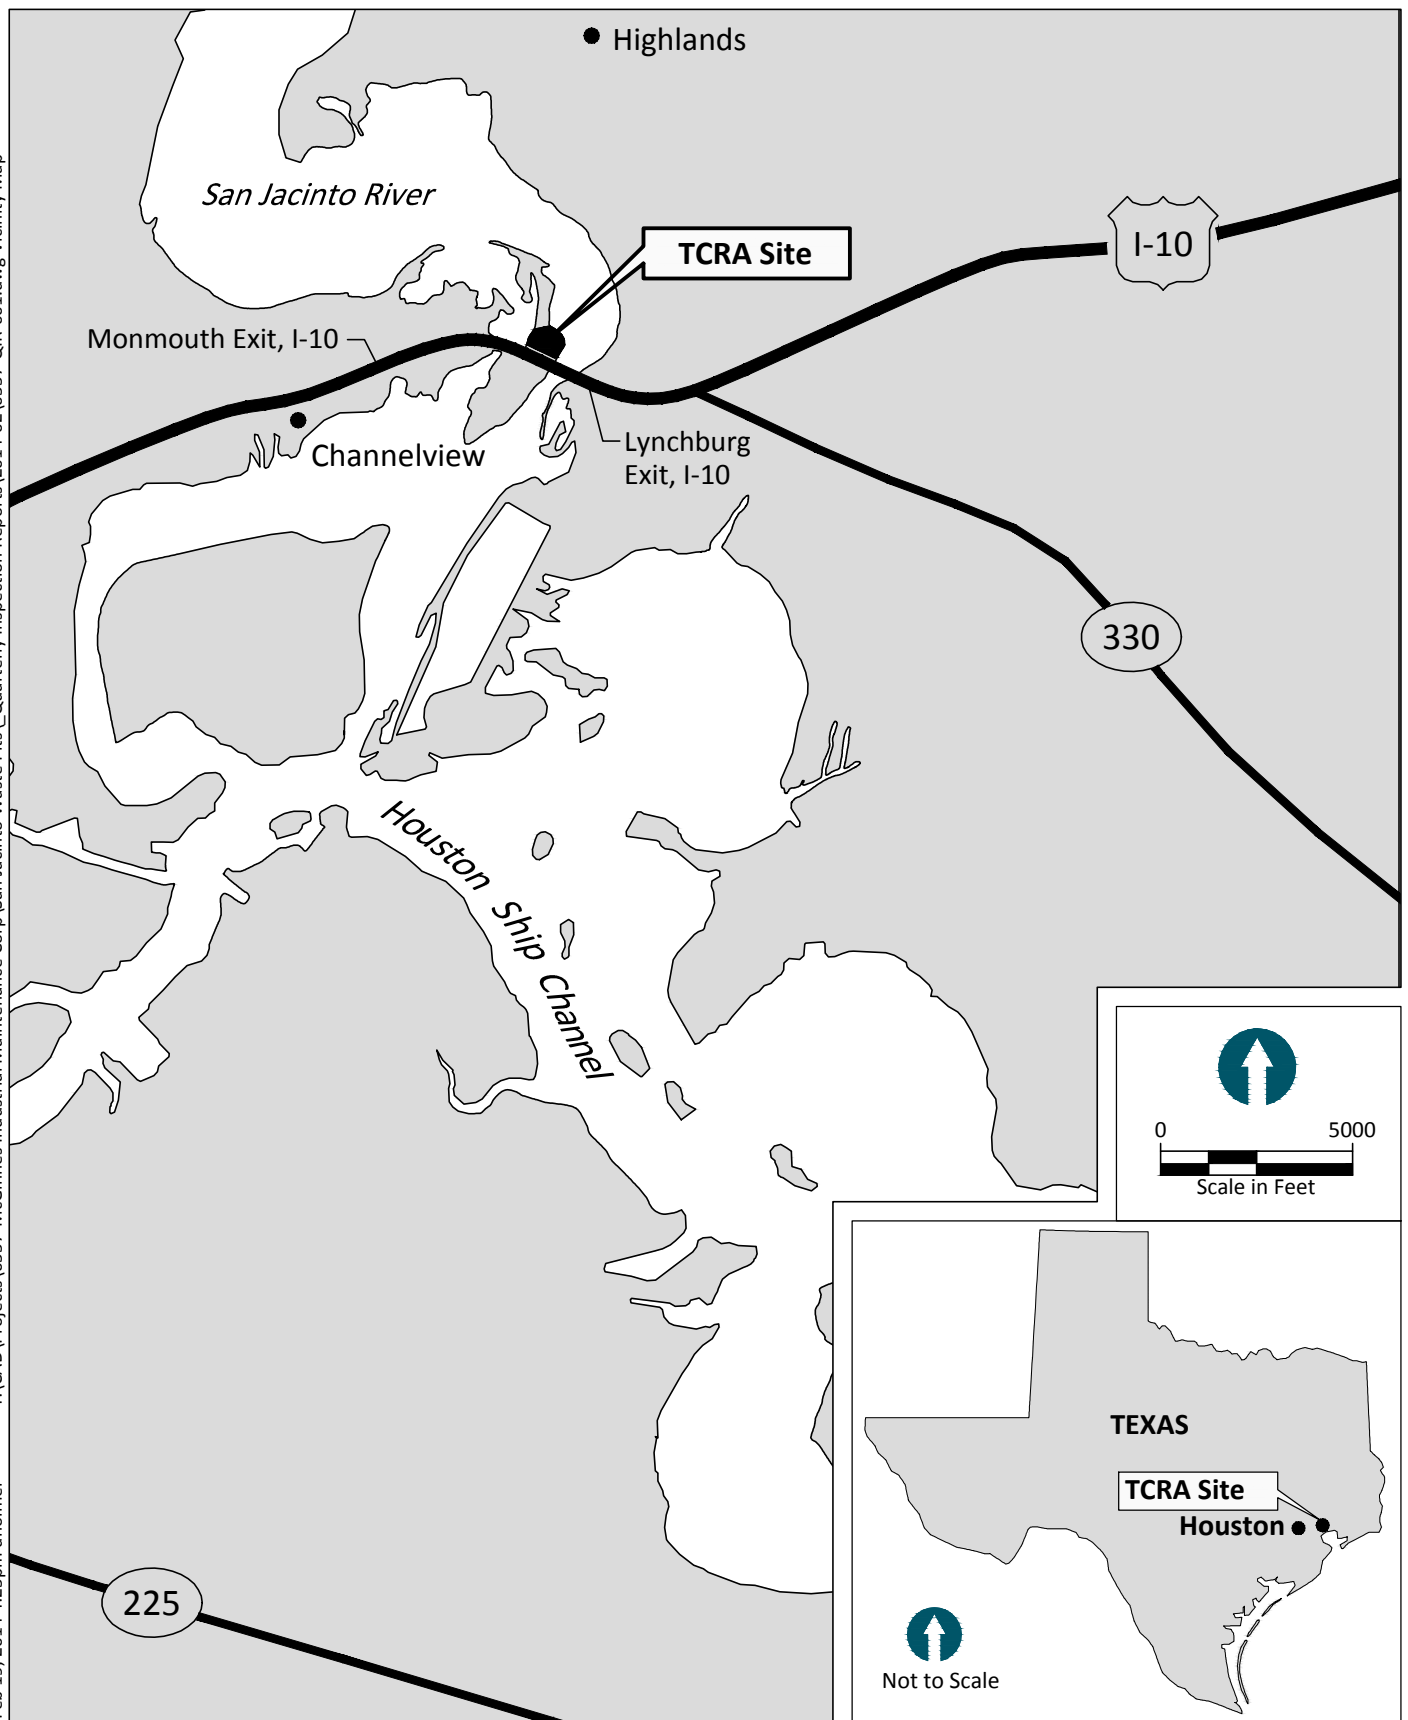 Highlands
San Jacinto River
TCRA Site
I-10
Monmouth Exit, I-10
Channelview
Lynchburg
Exit, I-10
330
Houston Ship Channel
0 5000
Scale in Feet
TEXAS
TCRA Site
Houston
Not to Scale
225